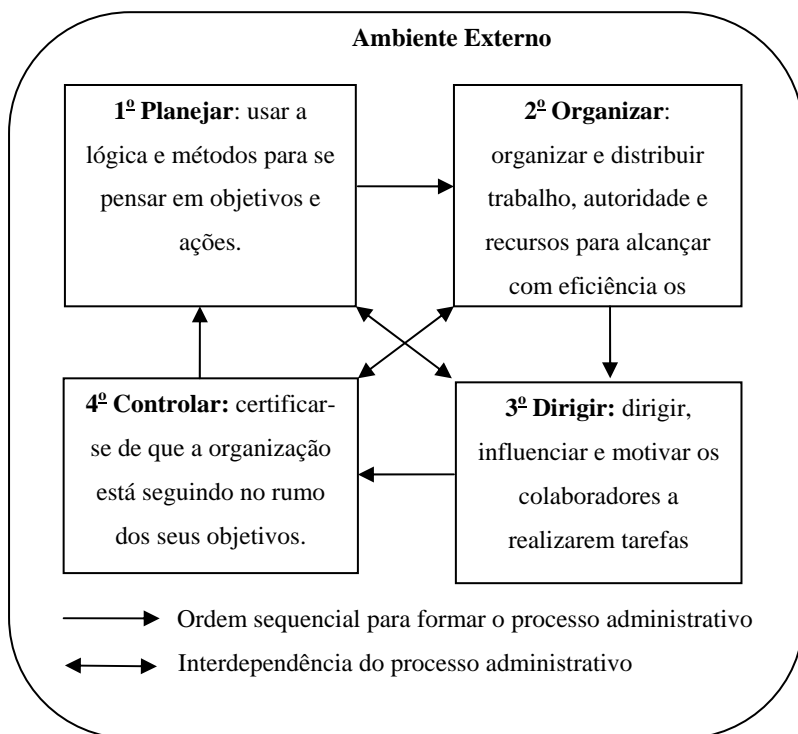 Ambiente Externo
1º Planejar: usar a
lógica e métodos para se
pensar em objetivos e
ações.
2º Organizar:
organizar e distribuir
trabalho, autoridade e
recursos para alcançar
com eficiência os
4º Controlar: certificar-
se de que a organização
está seguindo no rumo
dos seus objetivos.
3º Dirigir: dirigir,
influenciar e motivar os
colaboradores a
realizarem tarefas
Ordem sequencial para formar o processo administrativo
Interdependência do processo administrativo